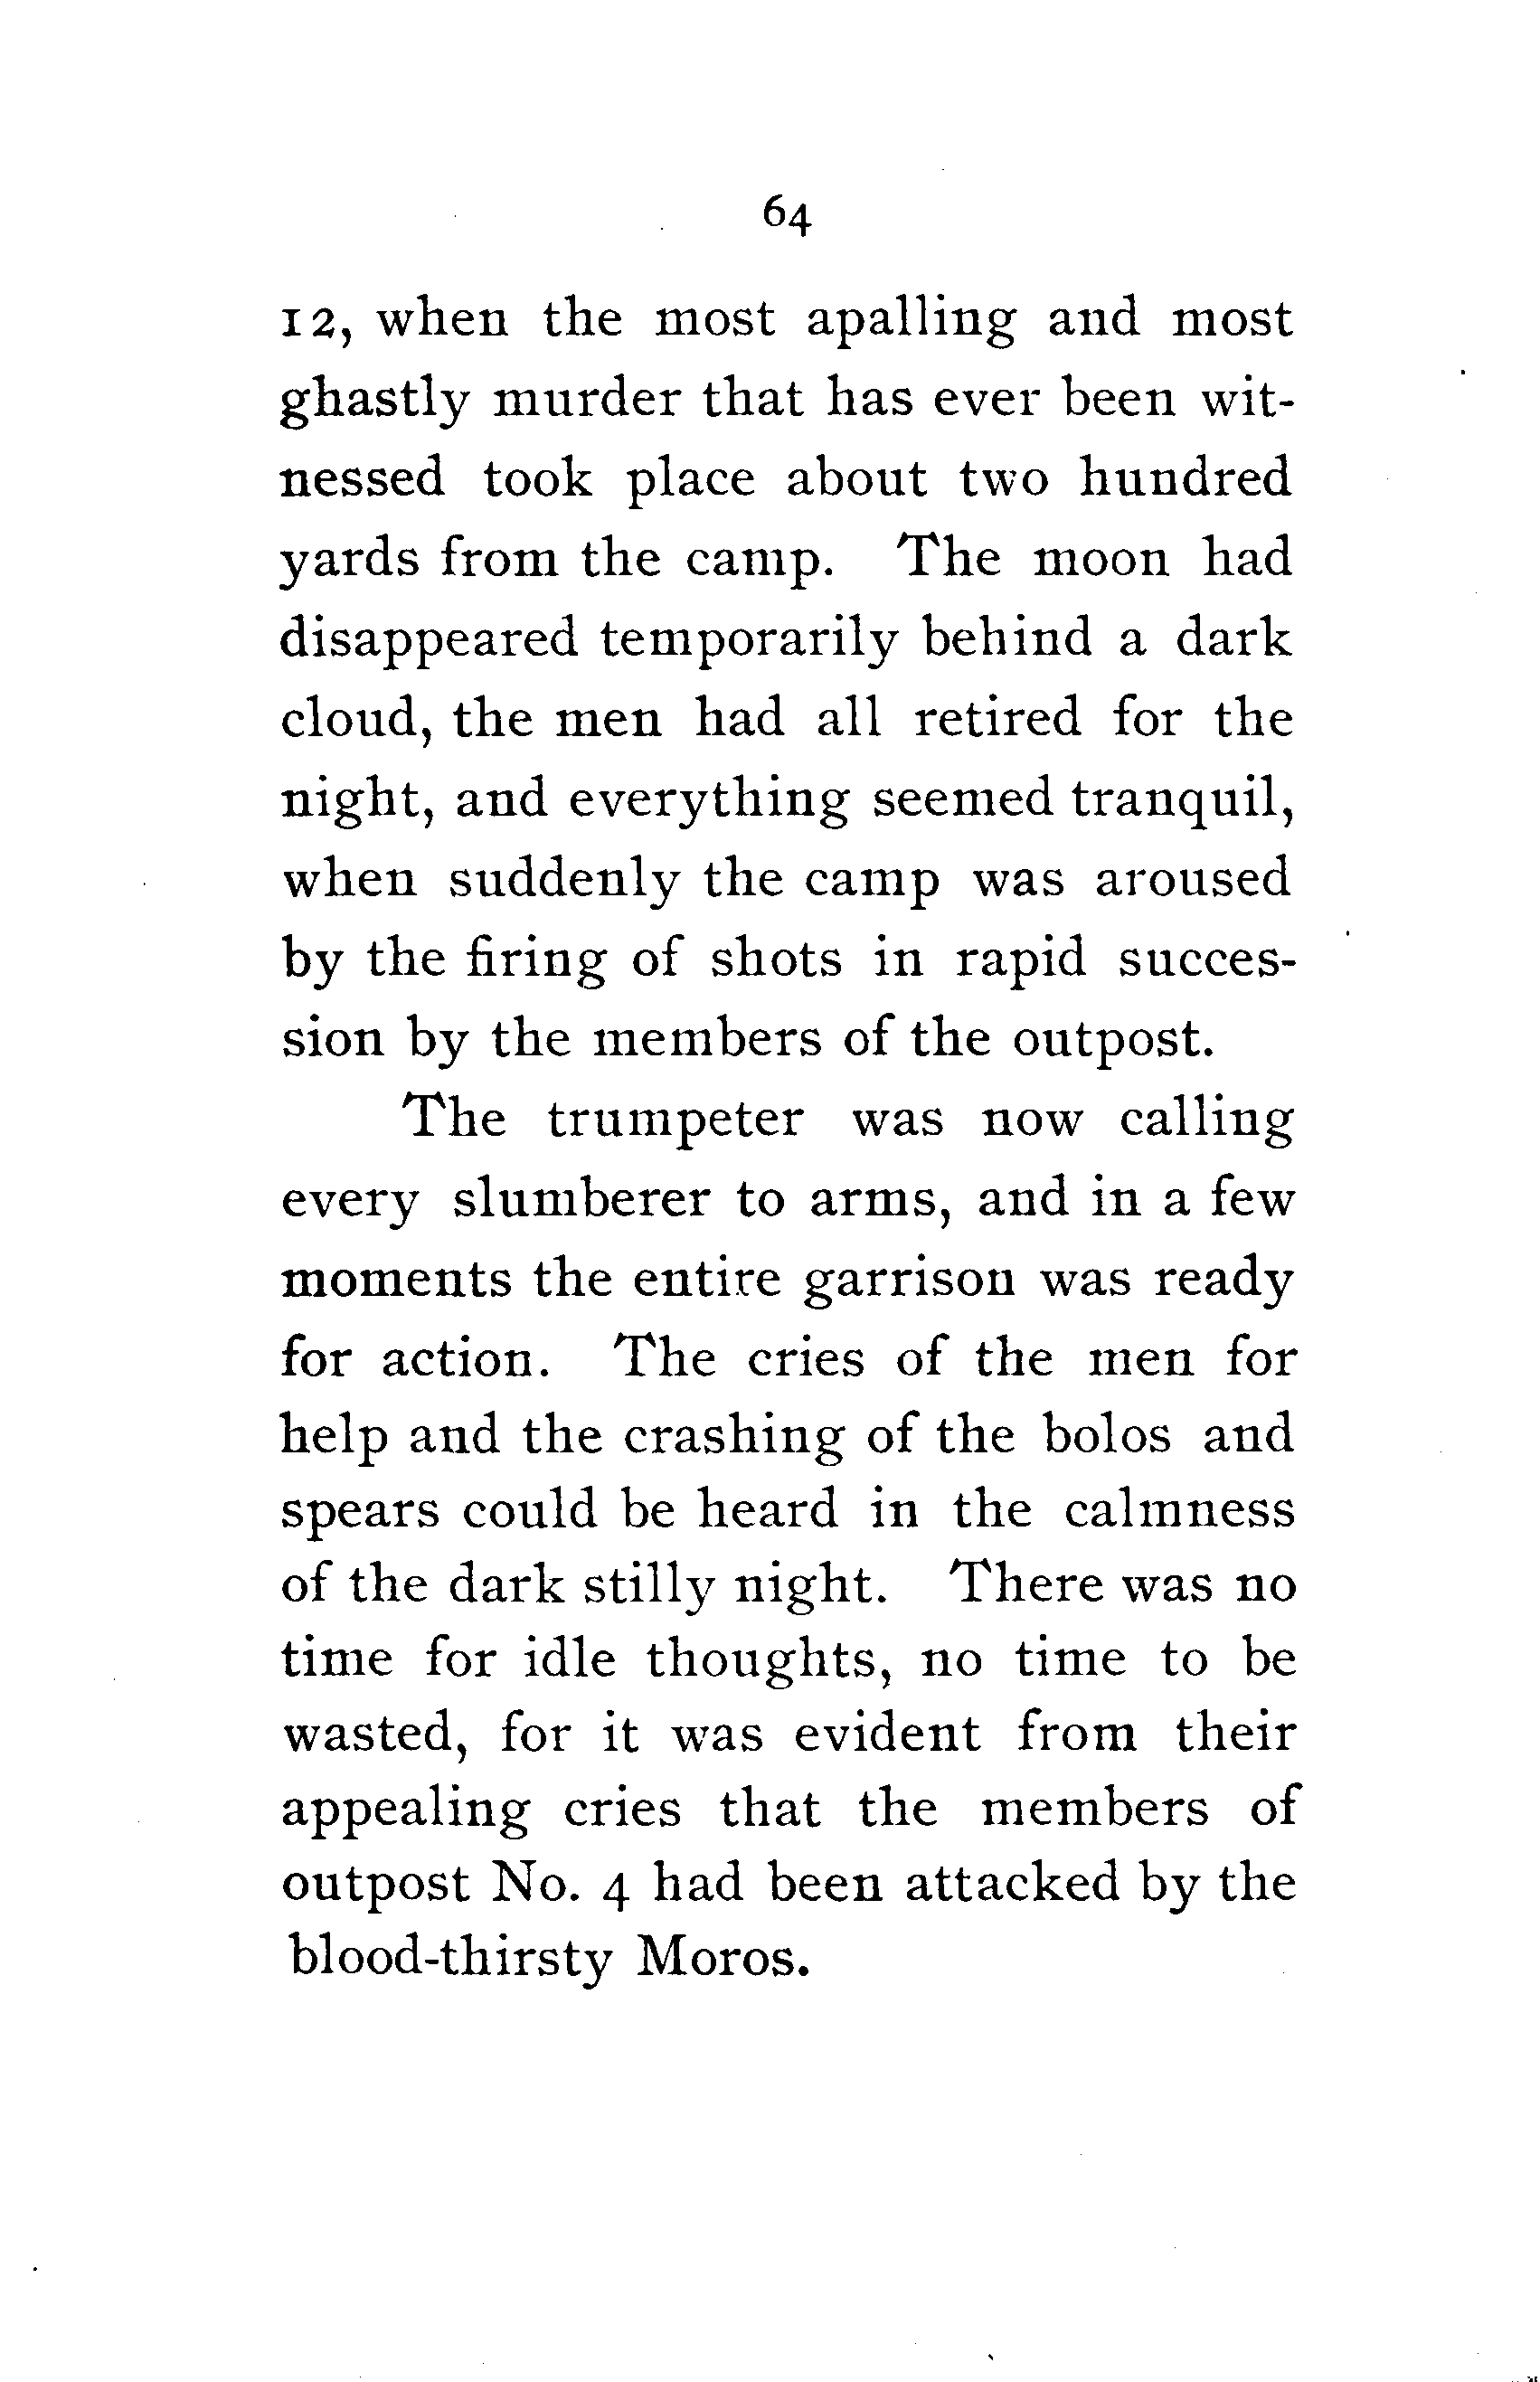 64
12, when the most apalling and most
ghastly murder that has ever been wit-
nessed took place about two hundred
yards from the camp. The moon had
disappeared temporarily behind a dark
cloud, the men had all retired for the
night, and everything seemed tranquil,
when suddenly the camp was aroused
by the firing of shots in rapid succes-
sion by the members of the outpost.
The trumpeter was now calling
every slumberer to arms, and in a few
moments the entire garrison was ready
for action. The cries of the men for
help and the crashing of the bolos and
spears could be heard in the calmness
of the dark stilly night. There was no
time for idle thoughts, no time to be
wasted, for it was evident from their
appealing cries that the members of
outpost No. 4 had been attacked by the
blood-thirsty Moros.